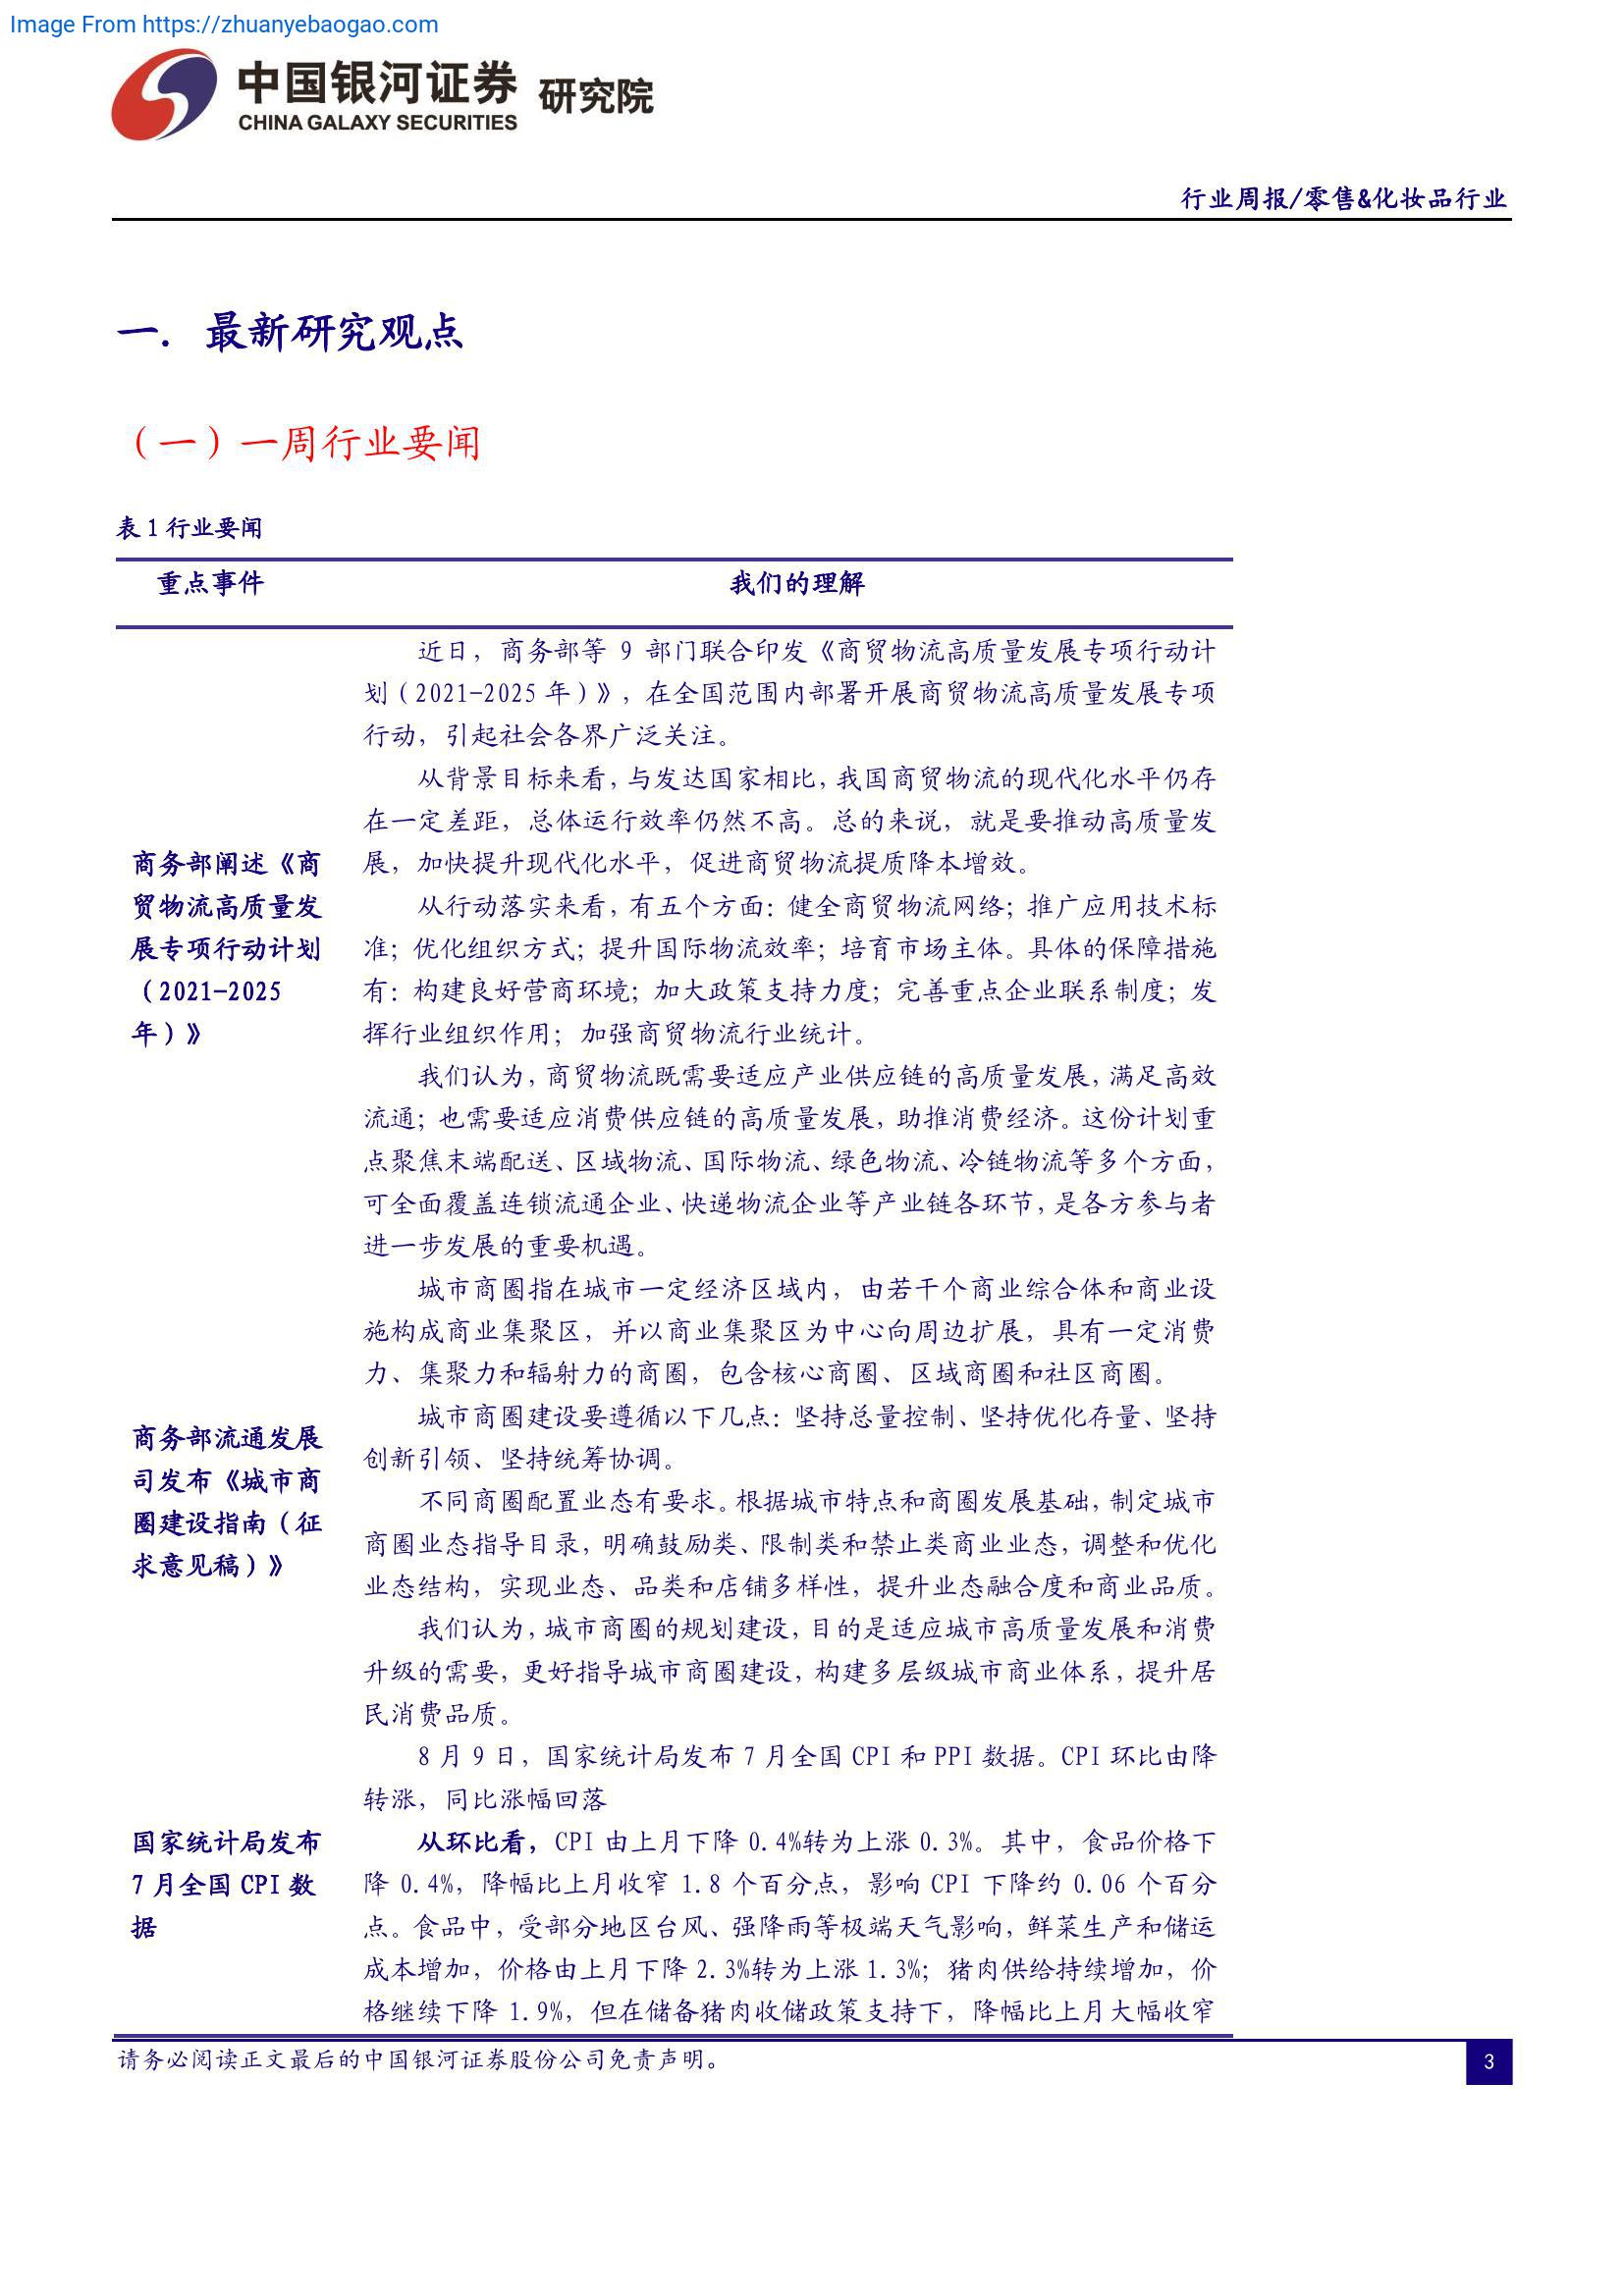 Image From https://zhuanyebaogao.com
中国银河证券 研究院
CHINA GALAXY SECURITIES
行业周报/零售&化妆品行业
一. 最新研究观点
（一）一周行业要闻
表 1 行业要闻
重点事件 我们的理解
商务部阐述《商
贸物流高质量发
展专项行动计划
（2021-2025
年）》
近日，商务部等 9 部门联合印发《商贸物流高质量发展专项行动计
划（2021-2025 年）》，在全国范围内部署开展商贸物流高质量发展专项
行动，引起社会各界广泛关注。
从背景目标来看，与发达国家相比，我国商贸物流的现代化水平仍存
在一定差距，总体运行效率仍然不高。总的来说，就是要推动高质量发
展，加快提升现代化水平，促进商贸物流提质降本增效。
从行动落实来看，有五个方面：健全商贸物流网络；推广应用技术标
准；优化组织方式；提升国际物流效率；培育市场主体。具体的保障措施
有：构建良好营商环境；加大政策支持力度；完善重点企业联系制度；发
挥行业组织作用；加强商贸物流行业统计。
我们认为，商贸物流既需要适应产业供应链的高质量发展，满足高效
流通；也需要适应消费供应链的高质量发展，助推消费经济。这份计划重
点聚焦末端配送、区域物流、国际物流、绿色物流、冷链物流等多个方面，
可全面覆盖连锁流通企业、快递物流企业等产业链各环节，是各方参与者
进一步发展的重要机遇。
商务部流通发展
司发布《城市商
圈建设指南（征
求意见稿）》
城市商圈指在城市一定经济区域内，由若干个商业综合体和商业设
施构成商业集聚区，并以商业集聚区为中心向周边扩展，具有一定消费
力、集聚力和辐射力的商圈，包含核心商圈、区域商圈和社区商圈。
城市商圈建设要遵循以下几点：坚持总量控制、坚持优化存量、坚持
创新引领、坚持统筹协调。
不同商圈配置业态有要求。根据城市特点和商圈发展基础，制定城市
商圈业态指导目录，明确鼓励类、限制类和禁止类商业业态，调整和优化
业态结构，实现业态、品类和店铺多样性，提升业态融合度和商业品质。
我们认为，城市商圈的规划建设，目的是适应城市高质量发展和消费
升级的需要，更好指导城市商圈建设，构建多层级城市商业体系，提升居
民消费品质。
国家统计局发布
7 月全国 CPI 数
据
8 月 9 日，国家统计局发布 7 月全国 CPI 和 PPI 数据。CPI 环比由降
转涨，同比涨幅回落
从环比看，CPI 由上月下降 0.4%转为上涨 0.3%。其中，食品价格下
降 0.4%，降幅比上月收窄 1.8 个百分点，影响 CPI 下降约 0.06 个百分
点。食品中，受部分地区台风、强降雨等极端天气影响，鲜菜生产和储运
成本增加，价格由上月下降 2.3%转为上涨 1.3%；猪肉供给持续增加，价
格继续下降 1.9%，但在储备猪肉收储政策支持下，降幅比上月大幅收窄
请务必阅读正文最后的中国银河证券股份公司免责声明。
3